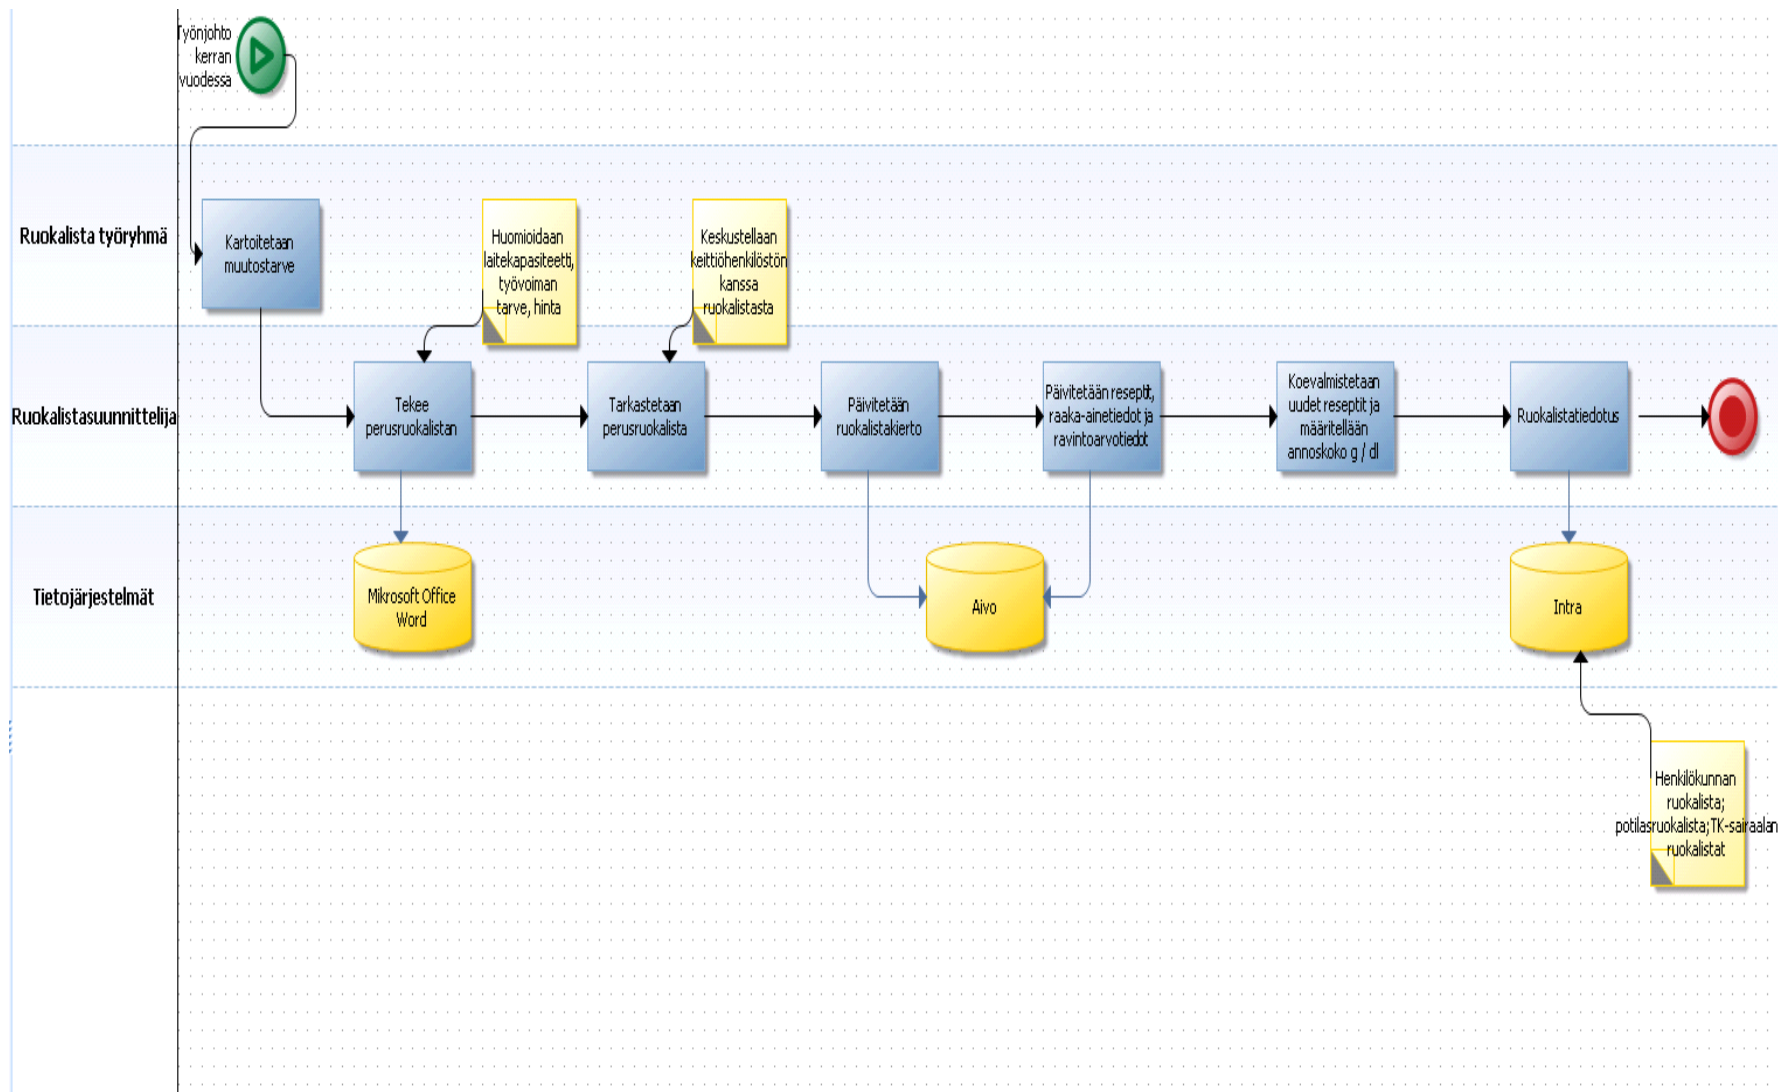 Työnjohto
kerran
vuodessa
Ruokalista työryhmä
Kartoitetaan
muutostarve
Huomioidaan
laitekapasiteetti,
työvoiman
tarve, hinta
Keskustellaan
keittiöhenkilöstön
kanssa
ruokalistasta
Ruokalistasuunnittelija
Tekee
perusruokalistan
Tarkastetaan
perusruokalista
Päivitetään
ruokalistakierto
Päivitetään reseptit,
raaka-ainetiedot ja
ravintoarvotiedot
Koevalmistetaan
uudet reseptit ja
määritellään
annoskoko g / dl
Ruokalistatiedotus
Tietojärjestelmät
Mikrosoft Office
Word
Aivo
Intra
Henkilökunnan
ruokalista;
potilasruokalista;TK-sairaalan
ruokalistat